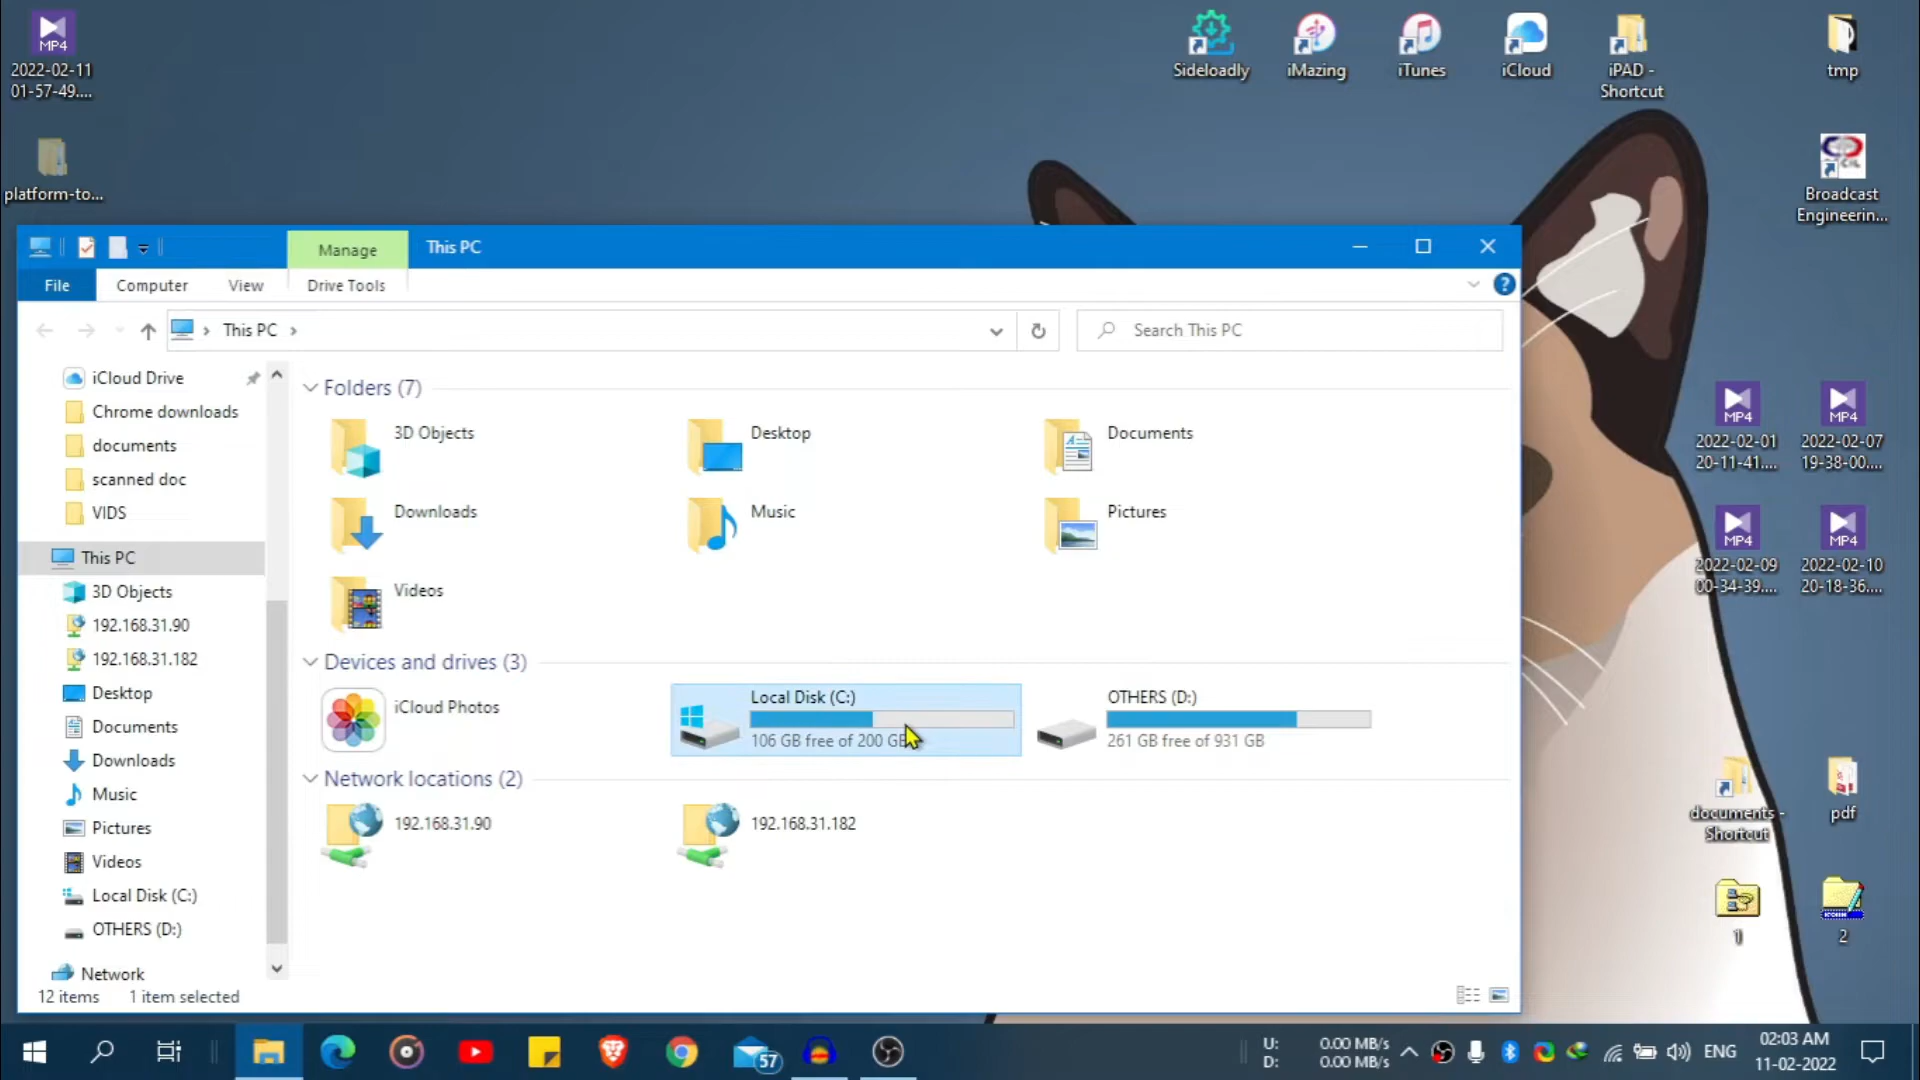 MP4
2022-02-11
01-57-49....
platform-to...
Sideloadly
iMazing
iTunes
iCloud
iPAD -
Shortcut
tmp
CIL
Broadcast
Engineerin...
Manage
This PC
File
Computer
View
Drive Tools
?
This PC
Search This PC
iCloud Drive
Chrome downloads
documents
scanned doc
VIDS
This PC
3D Objects
192.168.31.90
192.168.31.182
Desktop
Documents
Downloads
Music
Pictures
Videos
Local Disk (C:)
OTHERS (D:)
Network
Folders (7)
3D Objects
Desktop
Documents
Downloads
Music
Pictures
Videos
Devices and drives (3)
iCloud Photos
Local Disk (C:)
106 GB free of 200 GB
OTHERS (D:)
261 GB free of 931 GB
Network locations (2)
192.168.31.90
192.168.31.182
12 items
1 item selected
MP4
2022-02-01
20-11-41....
MP4
2022-02-07
19-38-00....
MP4
2022-02-09
00-34-39....
MP4
2022-02-10
20-18-36....
documents -
Shortcut
pdf
1
2
57
U: 0.00 MB/s
D: 0.00 MB/s
ENG
02:03 AM
11-02-2022